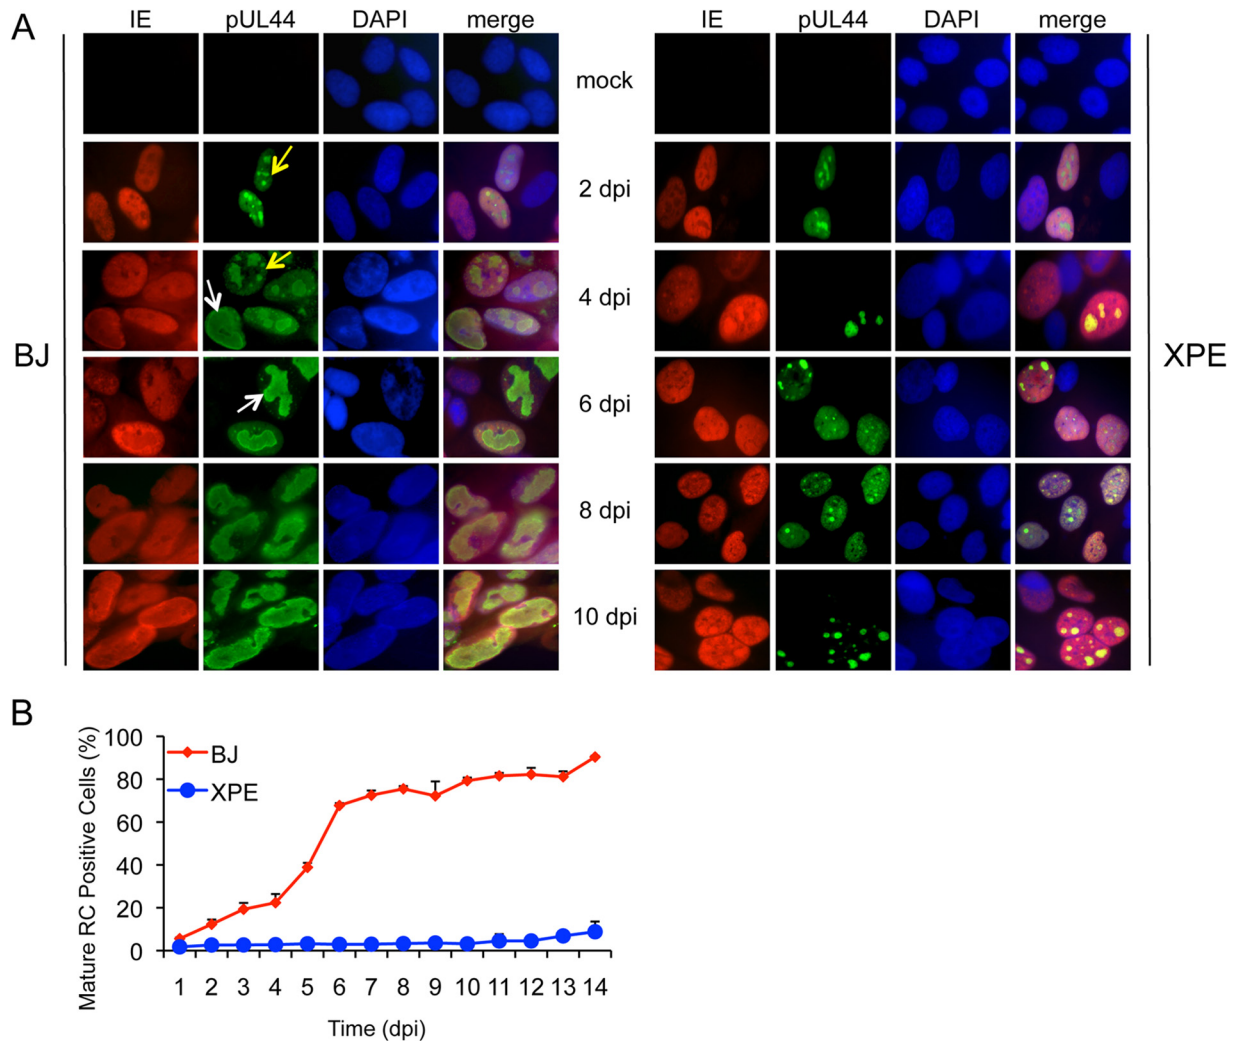 A
IE pUL44 DAPI merge IE pUL44 DAPI merge
mock
2 dpi
4 dpi
BJ XPE
6 dpi
8 dpi
10 dpi
B
Mature RC Positive Cells (%)
100
80
60
40
20
0
BJ
XPE
1 2 3 4 5 6 7 8 9 10 11 12 13 14
Time (dpi)